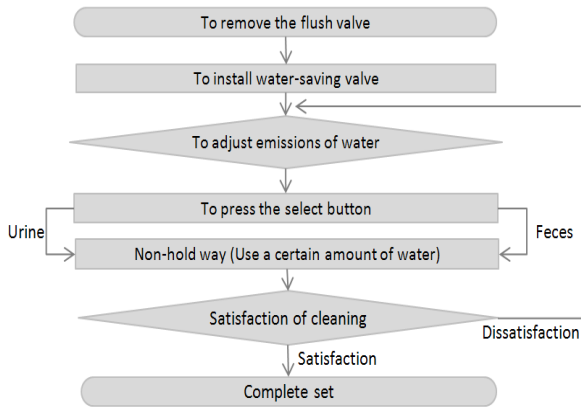 To remove the flush valve
To install water-saving valve
To adjust emissions of water
To press the select button
Urine
Feces
Non-hold way (Use a certain amount of water)
Satisfaction of cleaning
Dissatisfaction
Satisfaction
Complete set